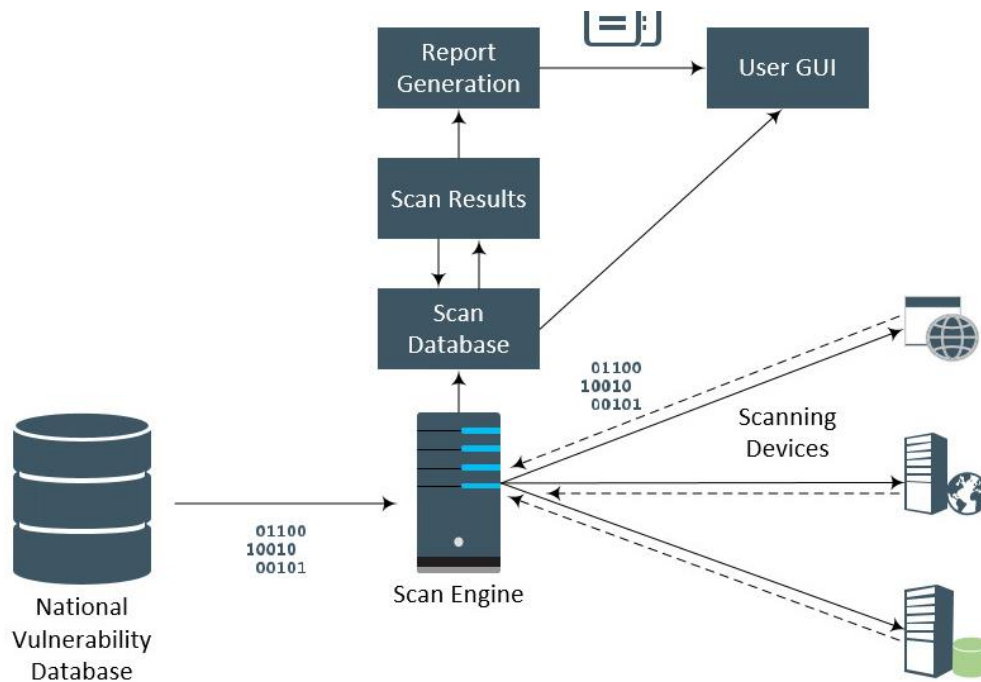 Report
Generation
User GUI
Scan Results
Scan
Database
01100
10010
00101
Scanning
Devices
01100
10010
00101
Scan Engine
National
Vulnerability
Database